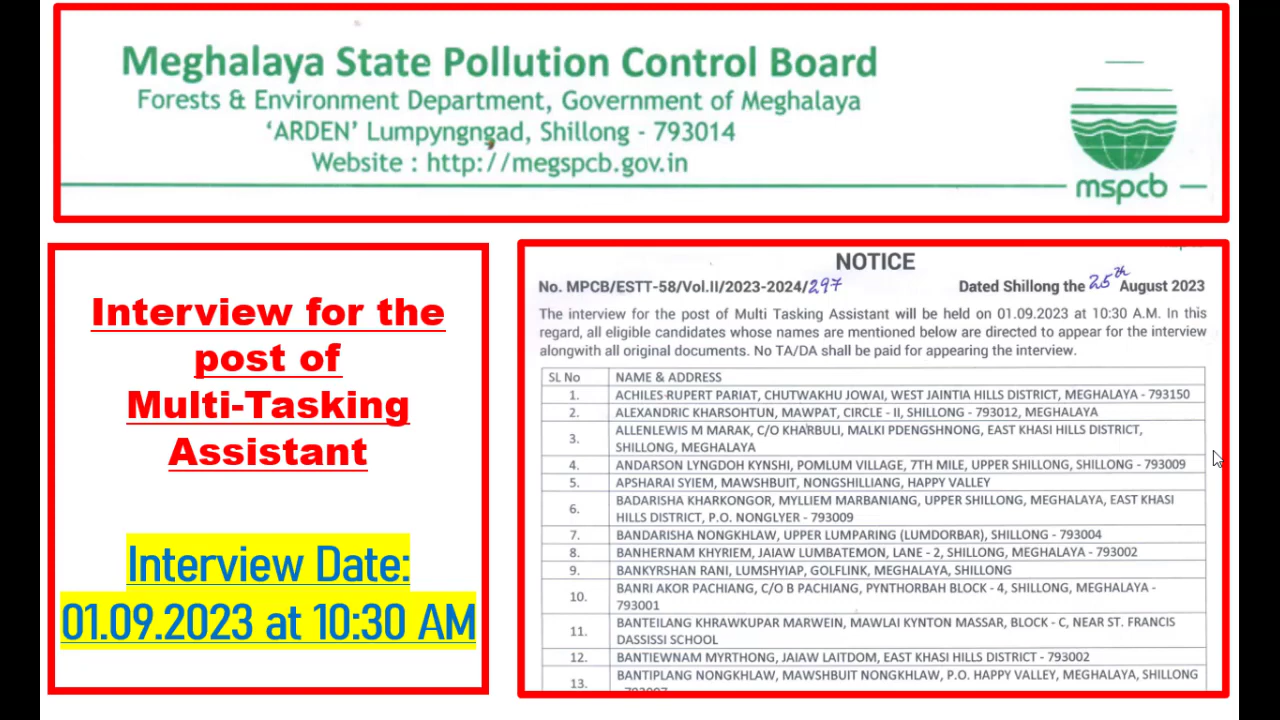 Meghalaya State Pollution Control Board
Forests & Environment Department, Government of Meghalaya
'ARDEN' Lumpyngngad, Shillong - 793014
Website : http://megspcb.gov.in
mspcb
Interview for the
post of
Multi-Tasking
Assistant
Interview Date:
01.09.2023 at 10:30 AM
NOTICE
No. MPCB/ESTT-58/Vol.II/2023-2024/297 Dated Shillong the 25th August 2023
The interview for the post of Multi Tasking Assistant will be held on 01.09.2023 at 10:30 A.M. In this
regard, all eligible candidates whose names are mentioned below are directed to appear for the interview
alongwith all original documents. No TA/DA shall be paid for appearing the interview.
SL No NAME & ADDRESS
1. ACHILES RUPERT PARIAT, CHUTWAKHU JOWAI, WEST JAINTIA HILLS DISTRICT, MEGHALAYA - 793150
2. ALEXANDRIC KHARSOHTUN, MAWPAT, CIRCLE - II, SHILLONG - 793012, MEGHALAYA
3. ALLENLEWIS M MARAK, C/O KHARBULI, MALKI PDENGSHNONG, EAST KHASI HILLS DISTRICT,
SHILLONG, MEGHALAYA
4. ANDARSON LYNGDOH KYNSHI, POMLUM VILLAGE, 7TH MILE, UPPER SHILLONG, SHILLONG - 793009
5. APSHARAI SYIEM, MAWSHBUIT, NONGSHILLIANG, HAPPY VALLEY
6. BADARISHA KHARKONGOR, MYLLIEM MARBANIANG, UPPER SHILLONG, MEGHALAYA, EAST KHASI
HILLS DISTRICT, P.O. NONGLYER - 793009
7. BANDARISHA NONGKHLAW, UPPER LUMPARING (LUMDORBAR), SHILLONG - 793004
8. BANHERNAM KHYRIEM, JAIAW LUMBATEMON, LANE - 2, SHILLONG, MEGHALAYA - 793002
9. BANKYRSHAN RANI, LUMSHYIAP, GOLFLINK, MEGHALAYA, SHILLONG
10. BANRI AKOR PACHIANG, C/O B PACHIANG, PYNTHORBAH BLOCK - 4, SHILLONG, MEGHALAYA -
793001
11. BANTEILANG KHRAWKUPAR MARWEIN, MAWLAI KYNTON MASSAR, BLOCK - C, NEAR ST. FRANCIS
DASSISSI SCHOOL
12. BANTIEWNAM MYRTHONG, JAIAW LAITDOM, EAST KHASI HILLS DISTRICT - 793002
13. BANTIPLANG NONGKHLAW, MAWSHBUIT NONGKHLAW, P.O. HAPPY VALLEY, MEGHALAYA, SHILLONG